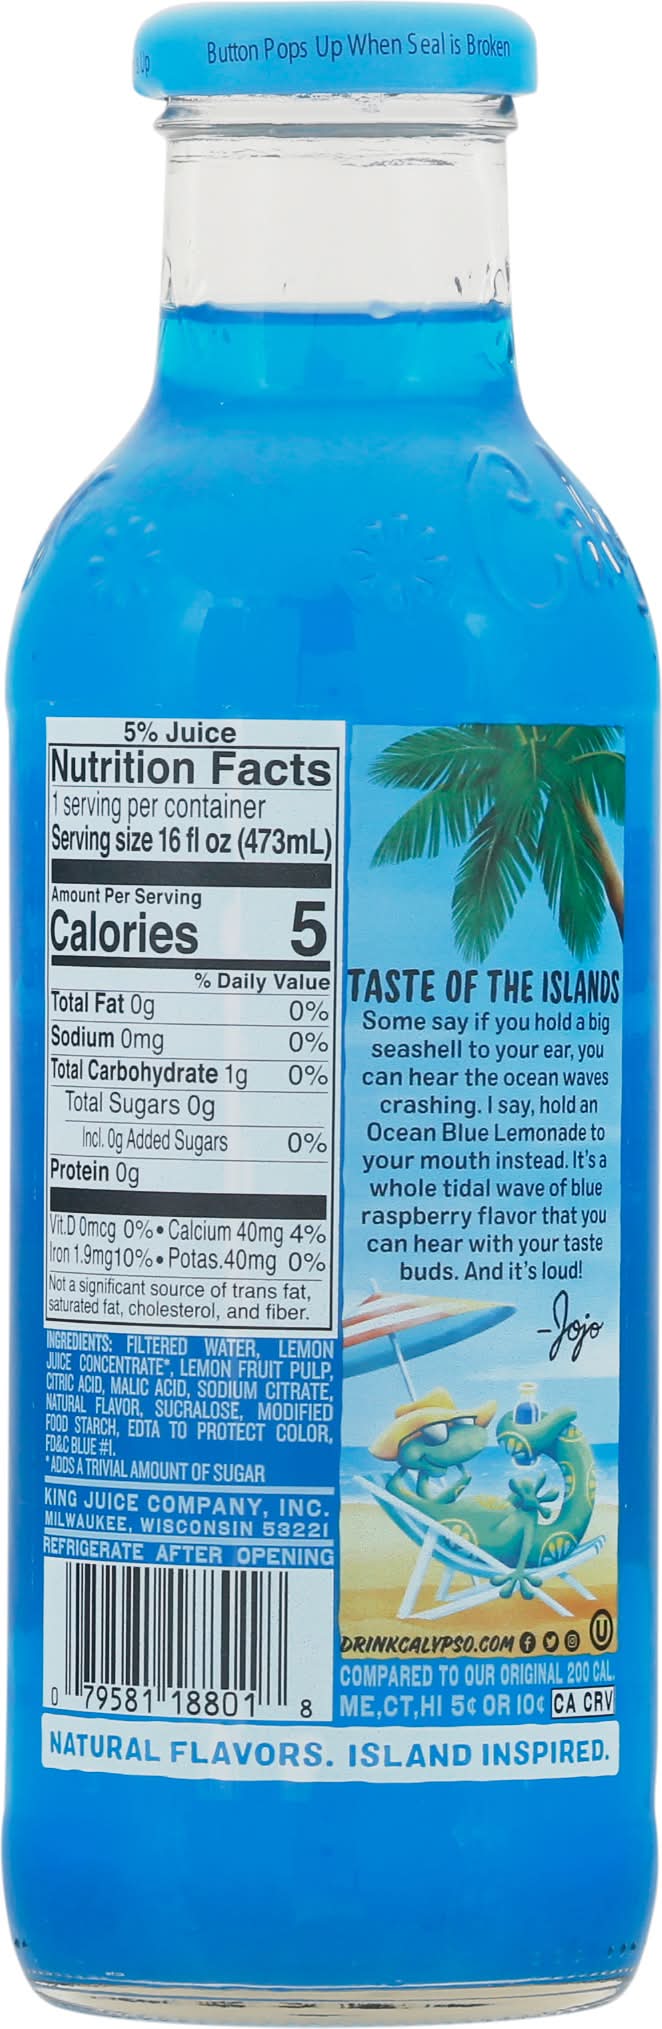 Up
Button Pops Up When Seal is Broken
5% Juice
Nutrition Facts
1 serving per container
Serving size 16 fl oz (473mL)
Amount Per Serving
Calories 5
% Daily Value
Total Fat 0g 0%
Sodium 0mg 0%
Total Carbohydrate 1g 0%
Total Sugars 0g
Incl. 0g Added Sugars 0%
Protein 0g
Vit.D 0mcg 0% • Calcium 40mg 4%
Iron 1.9mg10% • Potas.40mg 0%
Not a significant source of trans fat,
saturated fat, cholesterol, and fiber.
INGREDIENTS: FILTERED WATER, LEMON
JUICE CONCENTRATE*, LEMON FRUIT PULP,
CITRIC ACID, MALIC ACID, SODIUM CITRATE,
NATURAL FLAVOR, SUCRALOSE, MODIFIED
FOOD STARCH, EDTA TO PROTECT COLOR,
FD&C BLUE #1.
*ADDS A TRIVIAL AMOUNT OF SUGAR
KING JUICE COMPANY, INC.
MILWAUKEE, WISCONSIN 53221
REFRIGERATE AFTER OPENING
0 79581 18801 8
TASTE OF THE ISLANDS
Some say if you hold a big
seashell to your ear, you
can hear the ocean waves
crashing. I say, hold an
Ocean Blue Lemonade to
your mouth instead. It's a
whole tidal wave of blue
raspberry flavor that you
can hear with your taste
buds. And it's loud!
-Jojo
DRINKCALYPSO.COM
U
COMPARED TO OUR ORIGINAL 200 CAL.
ME,CT,HI 5¢ OR 10¢ CA CRV
NATURAL FLAVORS. ISLAND INSPIRED.